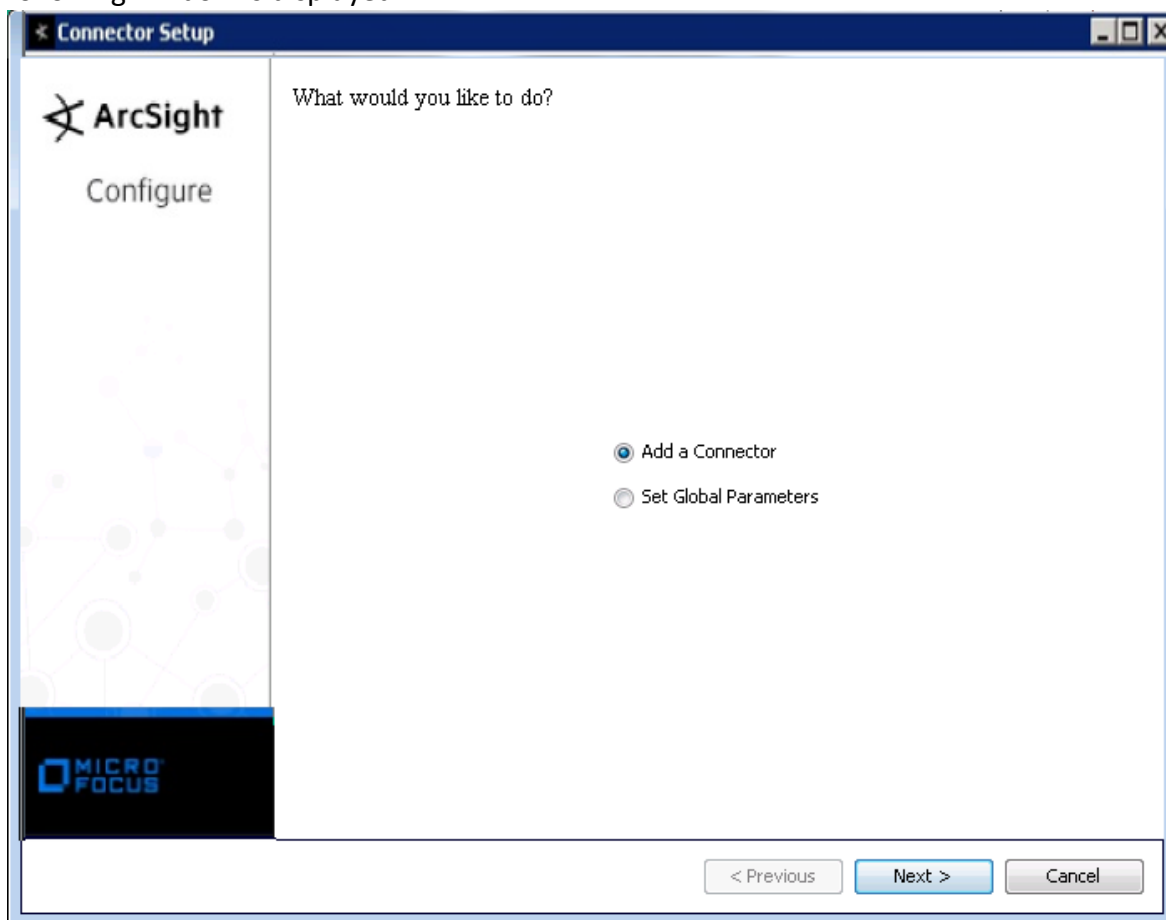 Connector Setup
ArcSight
Configure
What would you like to do?
Add a Connector
Set Global Parameters
MICRO
FOCUS
< Previous
Next >
Cancel